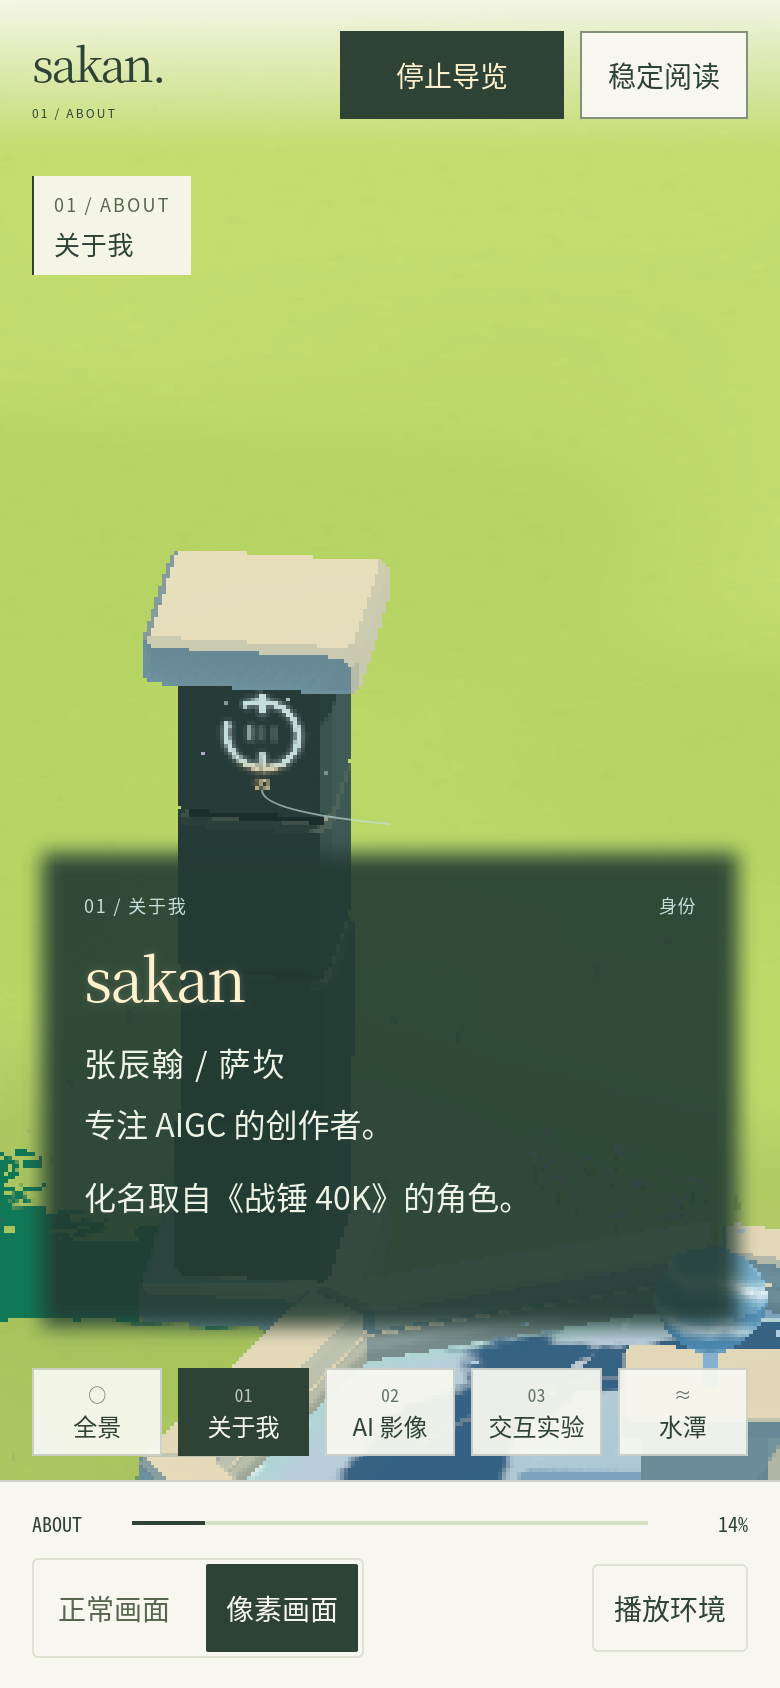 sakan.
01 / ABOUT
停止导览
稳定阅读
01 / ABOUT
关于我
01 / 关于我
身份
sakan
张辰翰 / 萨坎
专注 AIGC 的创作者。
化名取自《战锤 40K》的角色。
全景
01
关于我
02
AI 影像
03
交互实验
≈
水潭
ABOUT
14%
正常画面
像素画面
播放环境